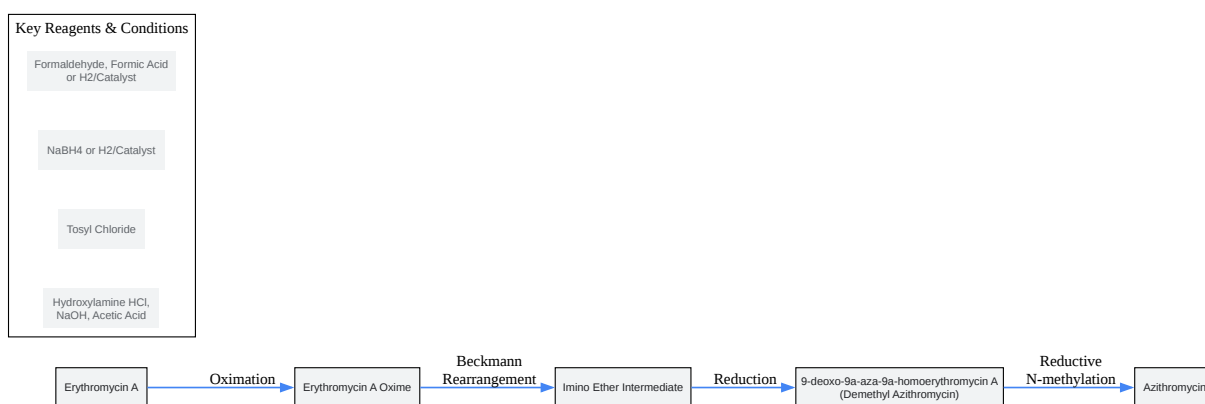 Key Reagents & Conditions
Formaldehyde, Formic Acid
or H2/Catalyst
NaBH4 or H2/Catalyst
Tosyl Chloride
Hydroxylamine HCl,
NaOH, Acetic Acid
Erythromycin A
Oximation
Erythromycin A Oxime
Beckmann
Rearrangement
Imino Ether Intermediate
Reduction
9-deoxo-9a-aza-9a-homoerythromycin A
(Demethyl Azithromycin)
Reductive
N-methylation
Azithromycin